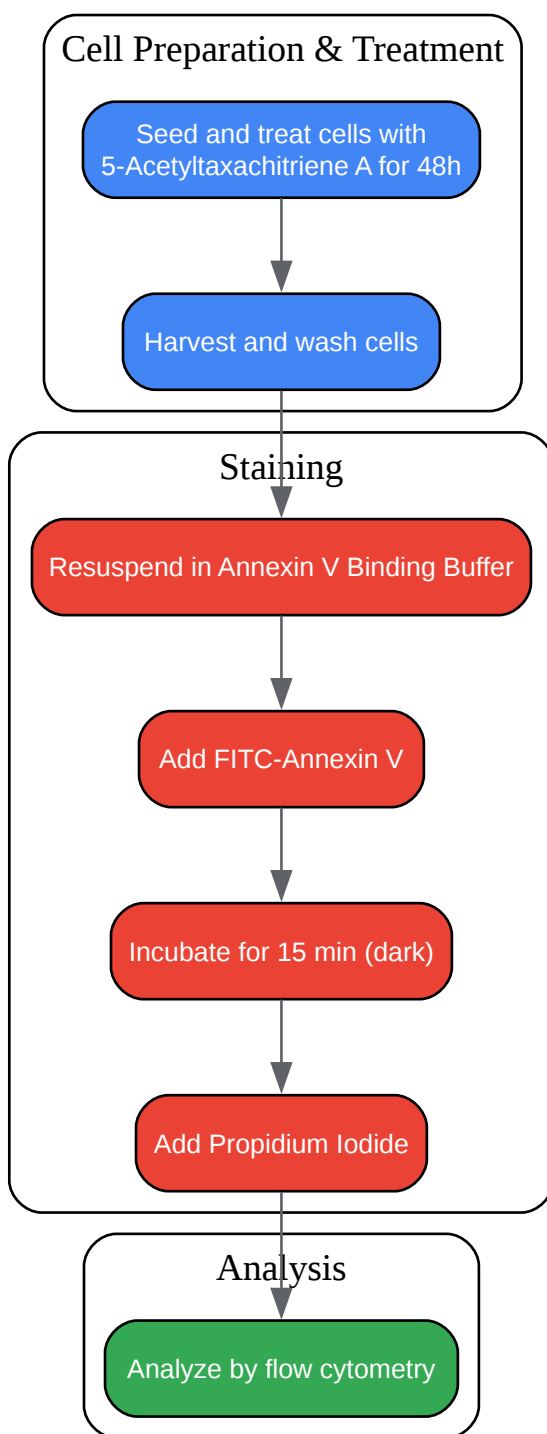 Cell Preparation & Treatment
Seed and treat cells with
5-Acetyltaxachitriene A for 48h
Harvest and wash cells
Staining
Resuspend in Annexin V Binding Buffer
Add FITC-Annexin V
Incubate for 15 min (dark)
Add Propidium Iodide
Analysis
Analyze by flow cytometry